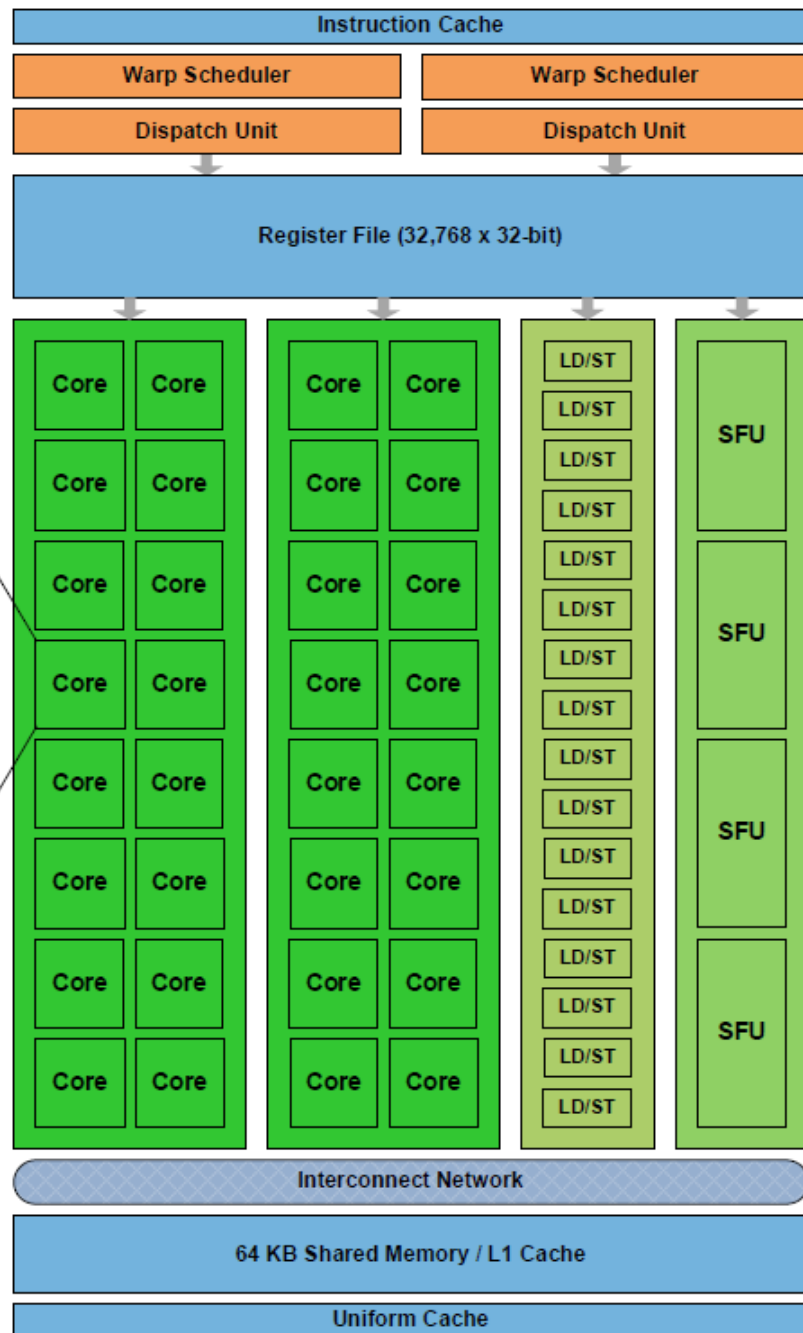 Instruction Cache
Warp Scheduler Warp Scheduler
Dispatch Unit Dispatch Unit
Register File (32,768 x 32-bit)
Core Core Core Core LD/ST
LD/ST
SFU
Core Core Core Core LD/ST
LD/ST
Core Core Core Core LD/ST
LD/ST
SFU
Core Core Core Core LD/ST
LD/ST
Core Core Core Core LD/ST
LD/ST
SFU
Core Core Core Core LD/ST
LD/ST
Core Core Core Core LD/ST
LD/ST
SFU
Core Core Core Core LD/ST
LD/ST
Interconnect Network
64 KB Shared Memory / L1 Cache
Uniform Cache